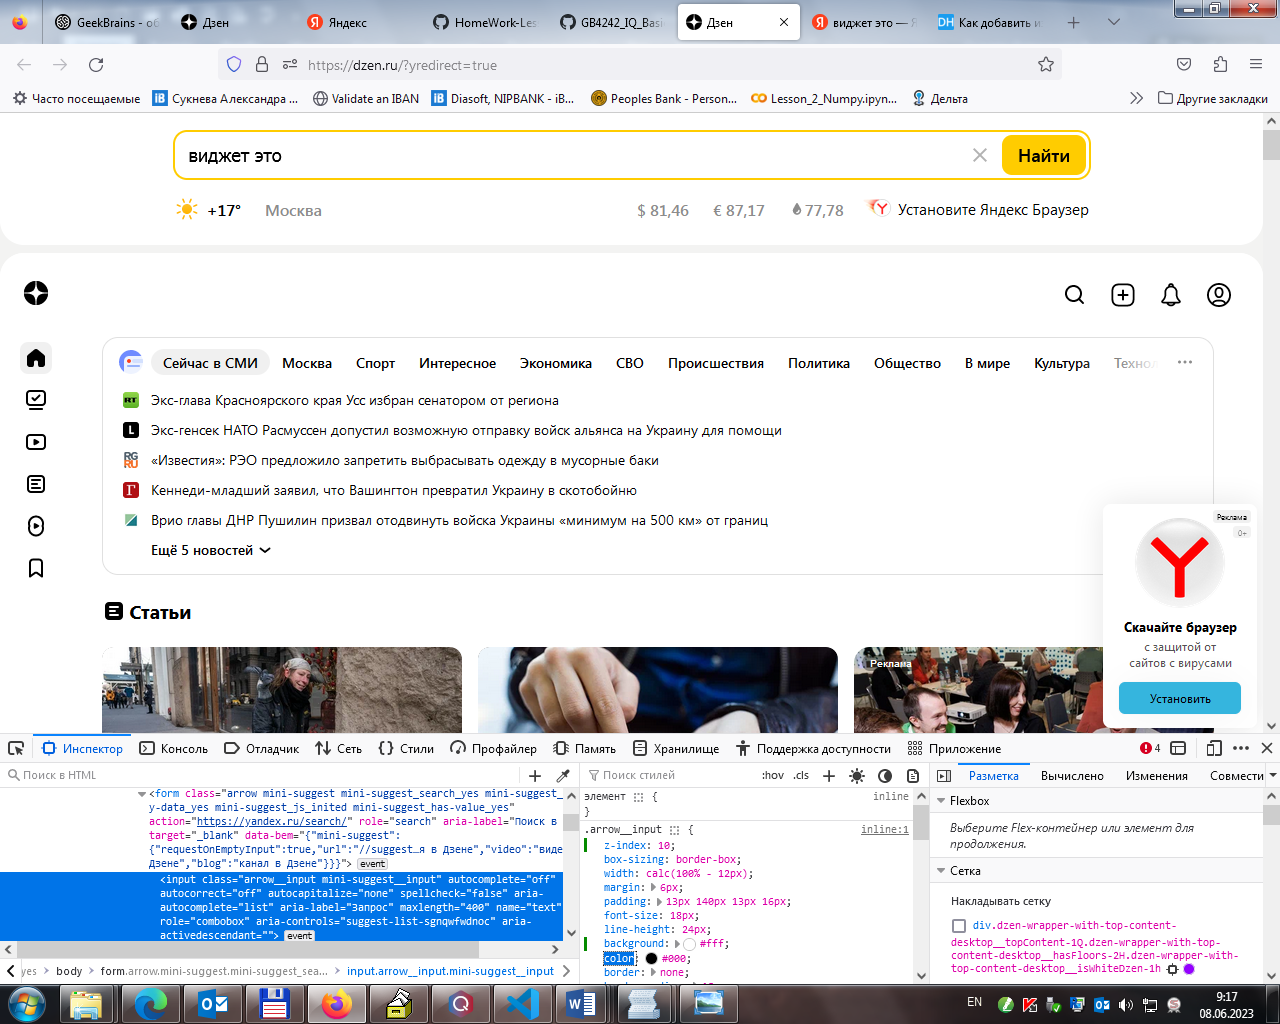 GeekBrains - об
Дзен
Яндекс
HomeWork-Les
GB4242_IQ_Basi
Дзен
виджет это — Я
Как добавить и
https://dzen.ru/?yredirect=true
Часто посещаемые
Сукнева Александра ...
Validate an IBAN
Diasoft, NIPBANK - iB...
Peoples Bank - Person...
Lesson_2_Numpy.ipyn...
Дельта
Другие закладки
виджет это
Найти
+17°
Москва
$ 81,46
€ 87,17
77,78
Установите Яндекс Браузер
Сейчас в СМИ
Москва
Спорт
Интересное
Экономика
СВО
Происшествия
Политика
Общество
В мире
Культура
Технол
Экс-глава Красноярского края Усс избран сенатором от региона
Экс-генсек НАТО Расмуссен допустил возможную отправку войск альянса на Украину для помощи
«Известия»: РЭО предложило запретить выбрасывать одежду в мусорные баки
Кеннеди-младший заявил, что Вашингтон превратил Украину в скотобойню
Врио главы ДНР Пушилин призвал отодвинуть войска Украины «минимум на 500 км» от границ
Ещё 5 новостей
Реклама
0+
Скачайте браузер
с защитой от
сайтов с вирусами
Установить
Статьи
Реклама
Инспектор
Консоль
Отладчик
Сеть
Стили
Профайлер
Память
Хранилище
Поддержка доступности
Приложение
4
Поиск в HTML
Поиск стилей
:hov
.cls
Разметка
Вычислено
Изменения
Совмести
<form class="arrow mini-suggest mini-suggest_search_yes mini-suggest_
y-data_yes mini-suggest_js_inited mini-suggest_has-value_yes"
action="https://yandex.ru/search/" role="search" aria-label="Поиск в
target="_blank" data-bem="{"mini-suggest":
{"requestOnEmptyInput":true,"url":"//suggest…я в Дзене","video":"виде
Дзене","blog":"канал в Дзене"}}}"> event
<input class="arrow__input mini-suggest__input" autocomplete="off"
autocorrect="off" autocapitalize="none" spellcheck="false" aria-
autocomplete="list" aria-label="Запрос" maxlength="400" name="text"
role="combobox" aria-controls="suggest-list-sgnqwfwdnoc" aria-
activedescendant=""> event
yes
body
form.arrow.mini-suggest.mini-suggest_sea...
input.arrow__input.mini-suggest__input
элемент {
inline
}
.arrow__input {
inline:1
z-index: 10;
box-sizing: border-box;
width: calc(100% - 12px);
margin: 6px;
padding: 13px 140px 13px 16px;
font-size: 18px;
line-height: 24px;
background: #fff;
color: #000;
border: none;
Flexbox
Выберите Flex-контейнер или элемент для
продолжения.
Сетка
Накладывать сетку
div.dzen-wrapper-with-top-content-
desktop__topContent-1Q.dzen-wrapper-with-top-
content-desktop__hasFloors-2H.dzen-wrapper-with-
top-content-desktop__isWhiteDzen-1h
EN
9:17
08.06.2023